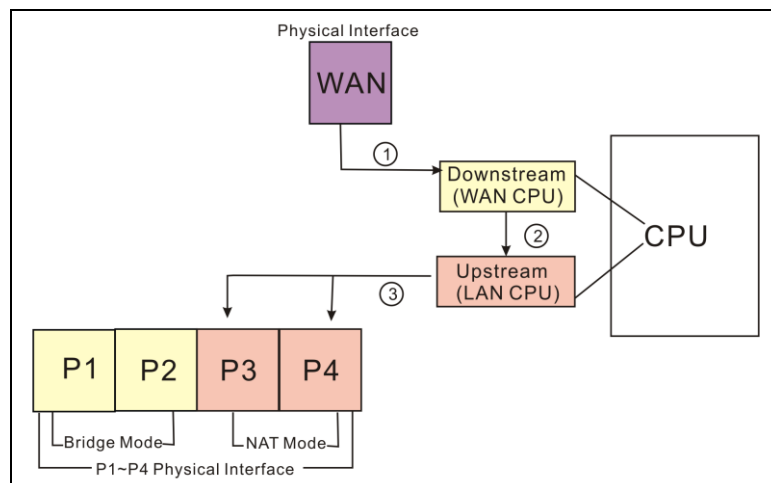 Physical Interface
WAN
①
Downstream
(WAN CPU)
②
CPU
Upstream
(LAN CPU)
③
P1 P2 P3 P4
Bridge Mode NAT Mode
P1~P4 Physical Interface